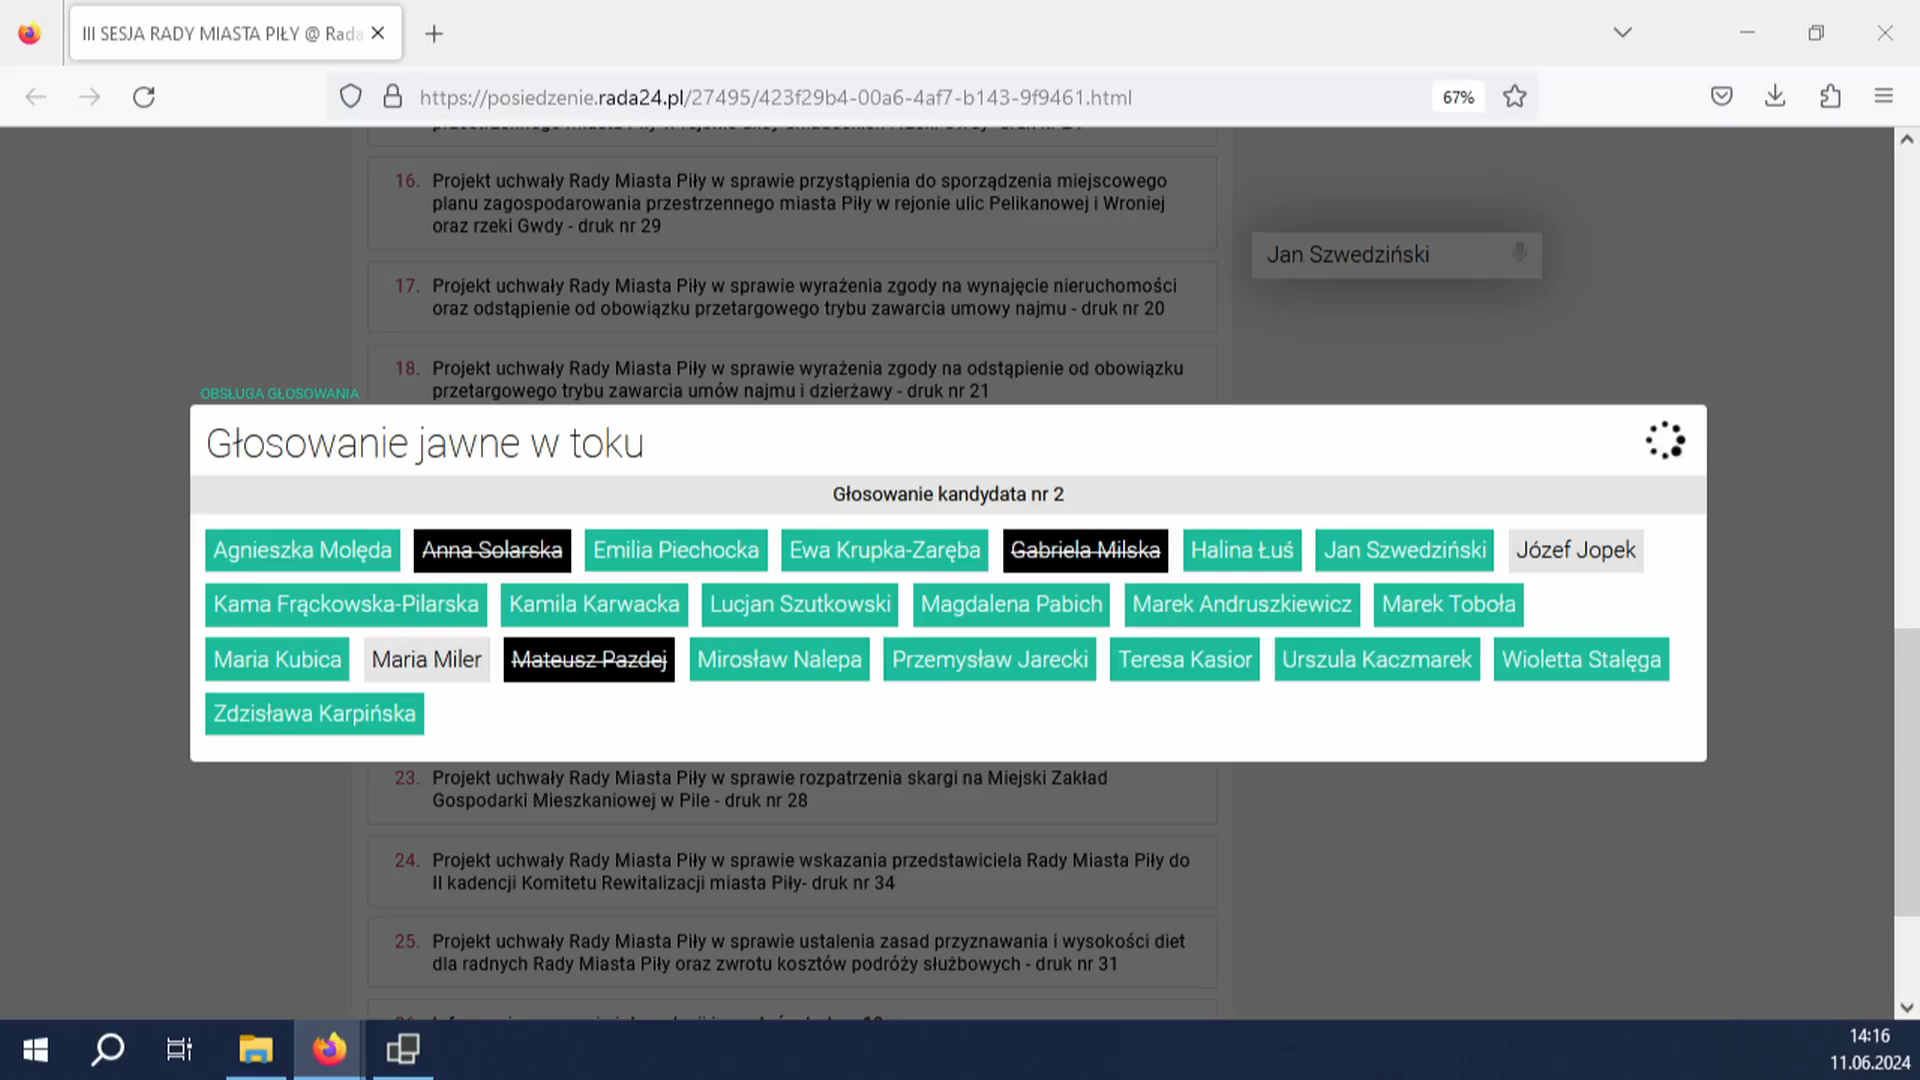 III SESJA RADY MIASTA PIŁY @ Rada
https://posiedzenie.rada24.pl/27495/423f29b4-00a6-4af7-b143-9f9461.html
67%
16. Projekt uchwały Rady Miasta Piły w sprawie przystąpienia do sporządzenia miejscowego
planu zagospodarowania przestrzennego miasta Piły w rejonie ulic Pelikanowej i Wroniej
oraz rzeki Gwdy - druk nr 29
Jan Szwedziński
17. Projekt uchwały Rady Miasta Piły w sprawie wyrażenia zgody na wynajęcie nieruchomości
oraz odstąpienie od obowiązku przetargowego trybu zawarcia umowy najmu - druk nr 20
18. Projekt uchwały Rady Miasta Piły w sprawie wyrażenia zgody na odstąpienie od obowiązku
przetargowego trybu zawarcia umów najmu i dzierżawy - druk nr 21
OBSŁUGA GŁOSOWANIA
Głosowanie jawne w toku
Głosowanie kandydata nr 2
Agnieszka Molęda Anna Solarska Emilia Piechocka Ewa Krupka-Zaręba Gabriela Milska Halina Łuś Jan Szwedziński Józef Jopek
Kama Frąckowska-Pilarska Kamila Karwacka Lucjan Szutkowski Magdalena Pabich Marek Andruszkiewicz Marek Toboła
Maria Kubica Maria Miler Mateusz Pazdej Mirosław Nalepa Przemysław Jarecki Teresa Kasior Urszula Kaczmarek Wioletta Stalęga
Zdzisława Karpińska
23. Projekt uchwały Rady Miasta Piły w sprawie rozpatrzenia skargi na Miejski Zakład
Gospodarki Mieszkaniowej w Pile - druk nr 28
24. Projekt uchwały Rady Miasta Piły w sprawie wskazania przedstawiciela Rady Miasta Piły do
II kadencji Komitetu Rewitalizacji miasta Piły- druk nr 34
25. Projekt uchwały Rady Miasta Piły w sprawie ustalenia zasad przyznawania i wysokości diet
dla radnych Rady Miasta Piły oraz zwrotu kosztów podróży służbowych - druk nr 31
14:16
11.06.2024